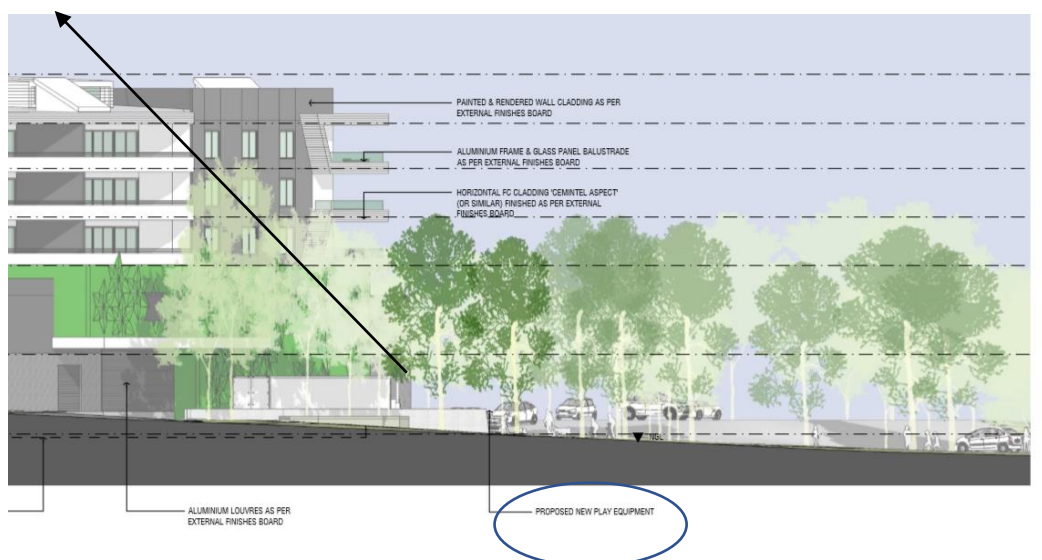 PAINTED & RENDERED WALL CLADDING AS PER
EXTERNAL FINISHES BOARD
ALUMINIUM FRAME & GLASS PANEL BALUSTRADE
AS PER EXTERNAL FINISHES BOARD
HORIZONTAL FC CLADDING 'CEMINTEL ASPECT'
(OR SIMILAR) FINISHED AS PER EXTERNAL
FINISHES BOARD
NGL
ALUMINIUM LOUVRES AS PER
EXTERNAL FINISHES BOARD
PROPOSED NEW PLAY EQUIPMENT